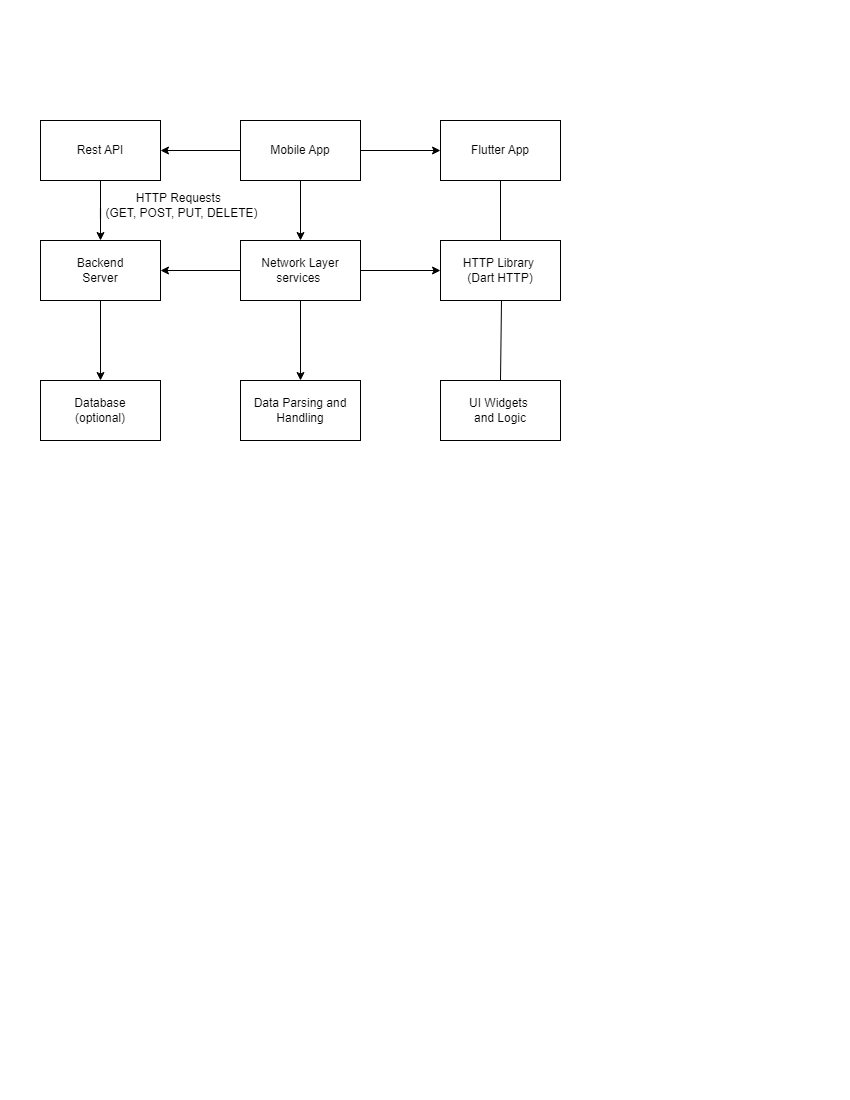 Rest API
Mobile App
Flutter App
HTTP Requests
(GET, POST, PUT, DELETE)
Backend
Server
Network Layer
services
HTTP Library
(Dart HTTP)
Database
(optional)
Data Parsing and
Handling
UI Widgets
and Logic